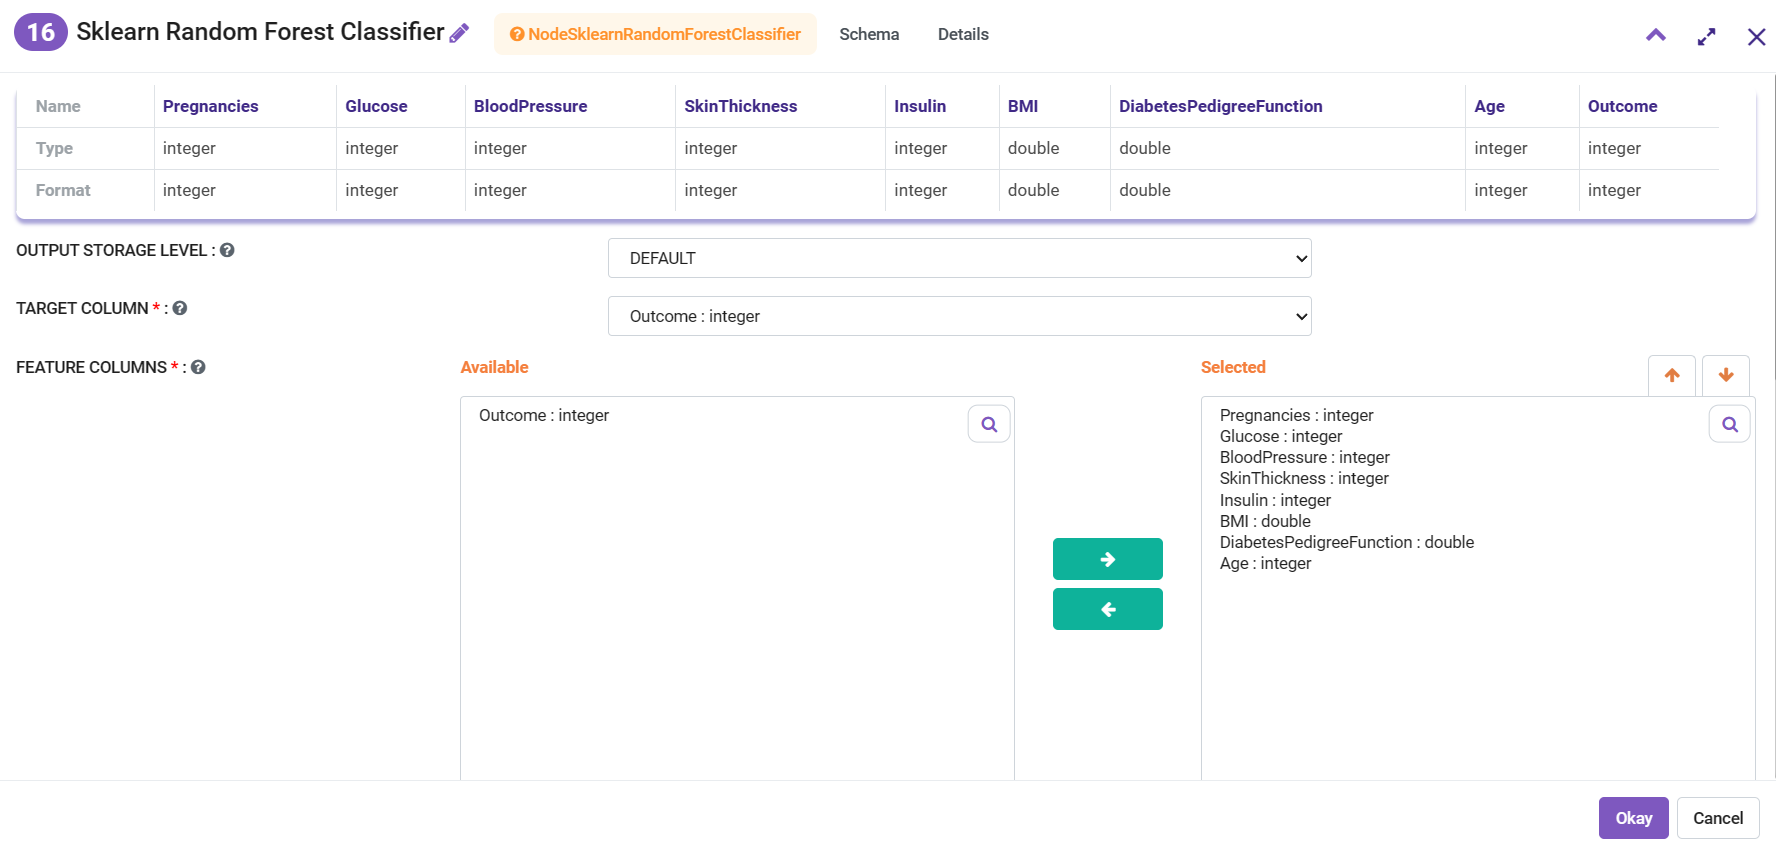 16 Sklearn Random Forest Classifier NodeSklearnRandomForestClassifier Schema Details
Name Pregnancies Glucose BloodPressure SkinThickness Insulin BMI DiabetesPedigreeFunction Age Outcome
Type integer integer integer integer integer double double integer integer
Format integer integer integer integer integer double double integer integer
OUTPUT STORAGE LEVEL : DEFAULT
TARGET COLUMN * : Outcome : integer
FEATURE COLUMNS * : Available Selected
Outcome : integer
Pregnancies : integer
Glucose : integer
BloodPressure : integer
SkinThickness : integer
Insulin : integer
BMI : double
DiabetesPedigreeFunction : double
Age : integer
Okay Cancel